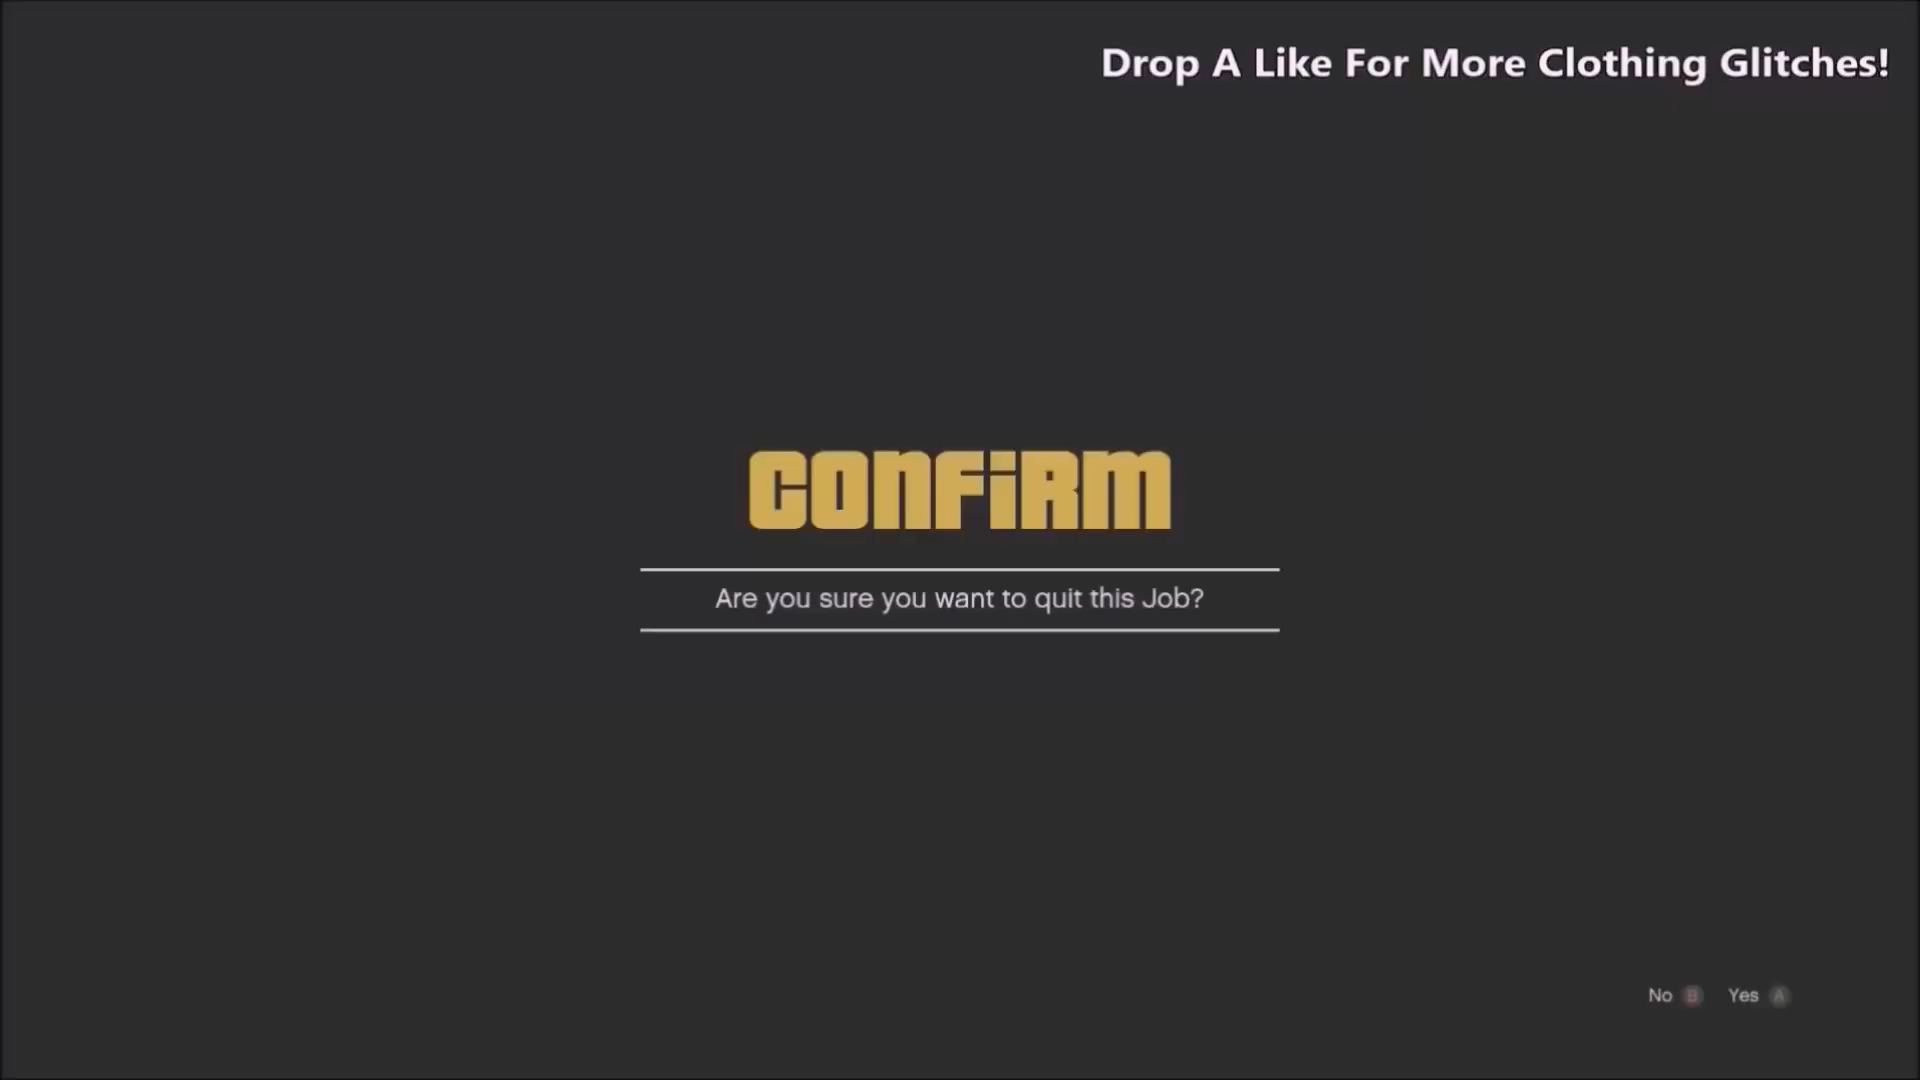 Drop A Like For More Clothing Glitches!
CONFiRM
Are you sure you want to quit this Job?
No B Yes A